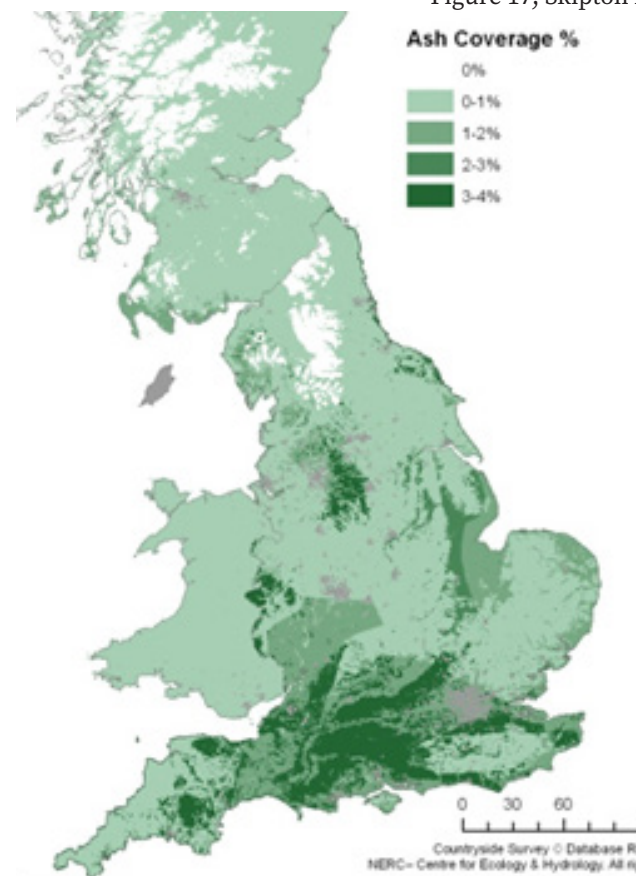 Figure 17, Skipton
Ash Coverage %
0%
0-1%
1-2%
2-3%
3-4%
0 30 60
Countryside Survey © Database R
NERC– Centre for Ecology & Hydrology. All rig